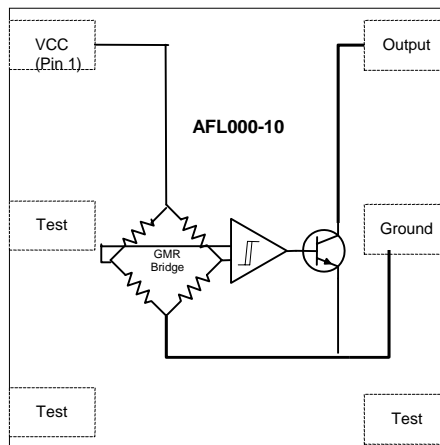 VCC
(Pin 1)
Output
AFL000-10
Test
Ground
GMR
Bridge
Test
Test